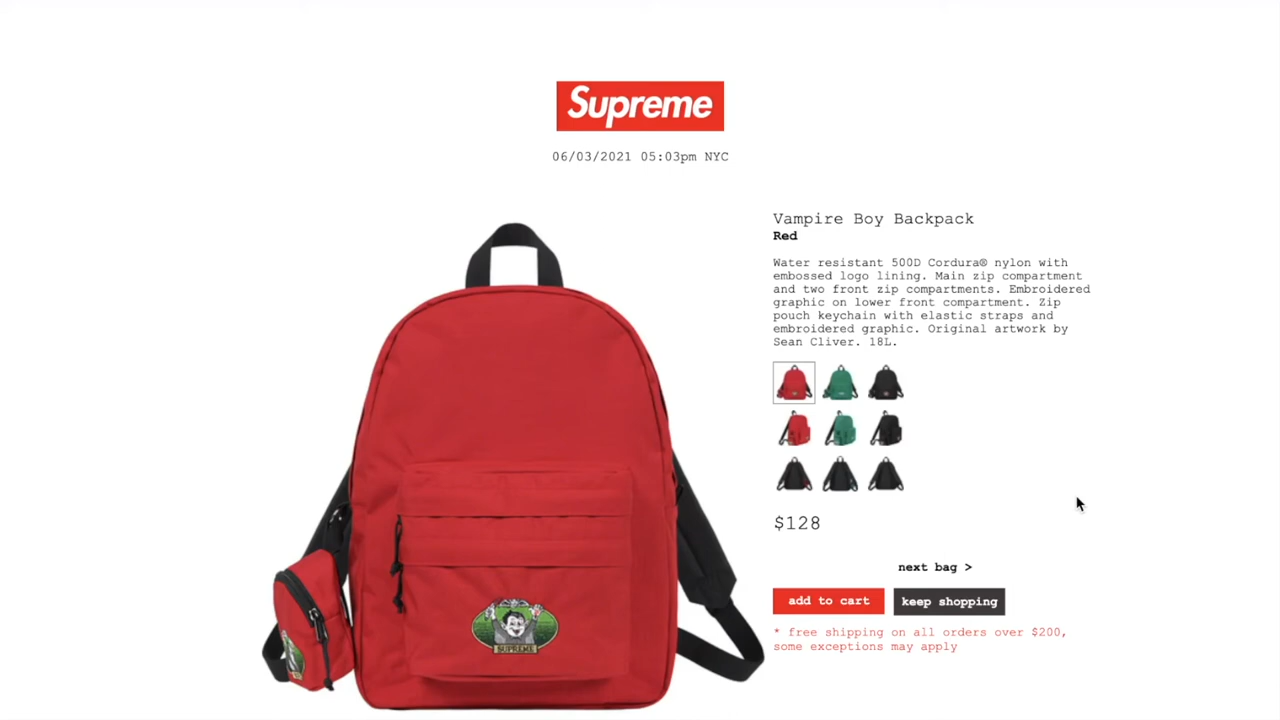 Supreme
06/03/2021 05:03pm NYC
Vampire Boy Backpack
Red
Water resistant 500D Cordura® nylon with
embossed logo lining. Main zip compartment
and two front zip compartments. Embroidered
graphic on lower front compartment. Zip
pouch keychain with elastic straps and
embroidered graphic. Original artwork by
Sean Cliver. 18L.
$128
next bag >
add to cart
keep shopping
* free shipping on all orders over $200,
some exceptions may apply
SUPREME